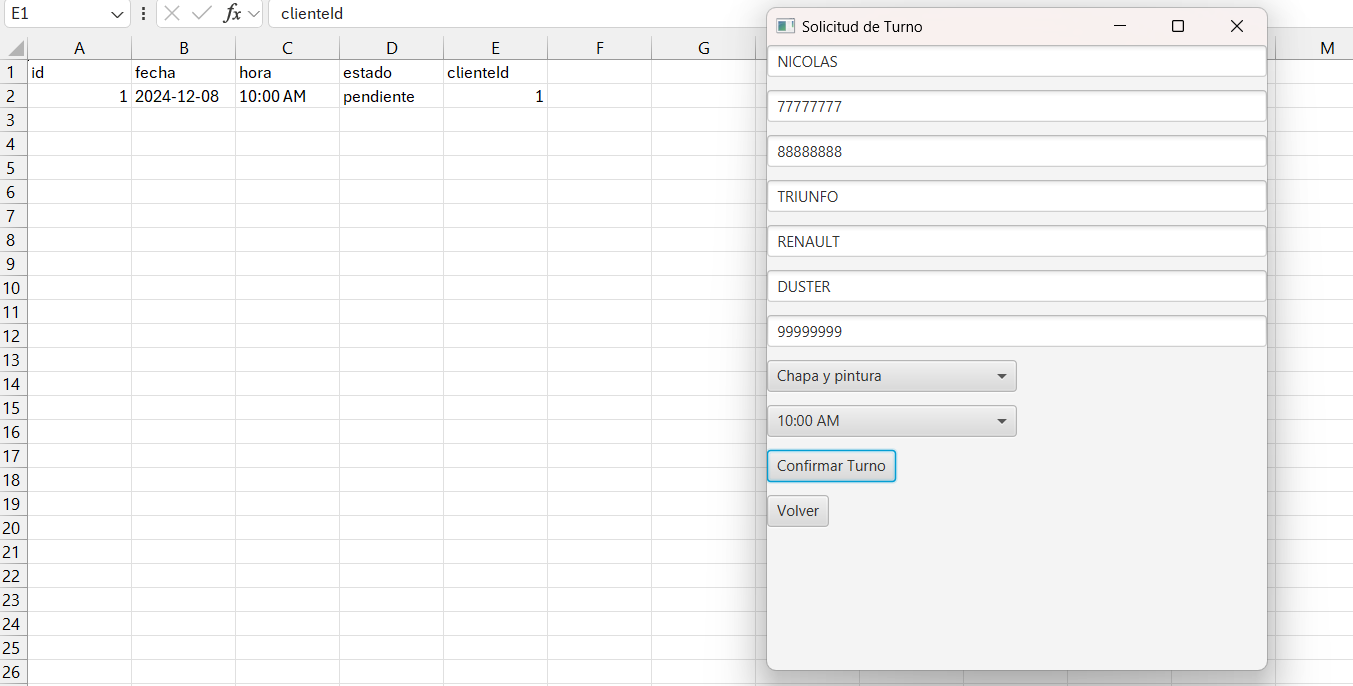 E1 fx clienteId
A B C D E F G M
1 id fecha hora estado clienteId
2 1 2024-12-08 10:00 AM pendiente 1
3
4
5
6
7
8
9
10
11
12
13
14
15
16
17
18
19
20
21
22
23
24
25
26
Solicitud de Turno
NICOLAS
77777777
88888888
TRIUNFO
RENAULT
DUSTER
99999999
Chapa y pintura
10:00 AM
Confirmar Turno
Volver